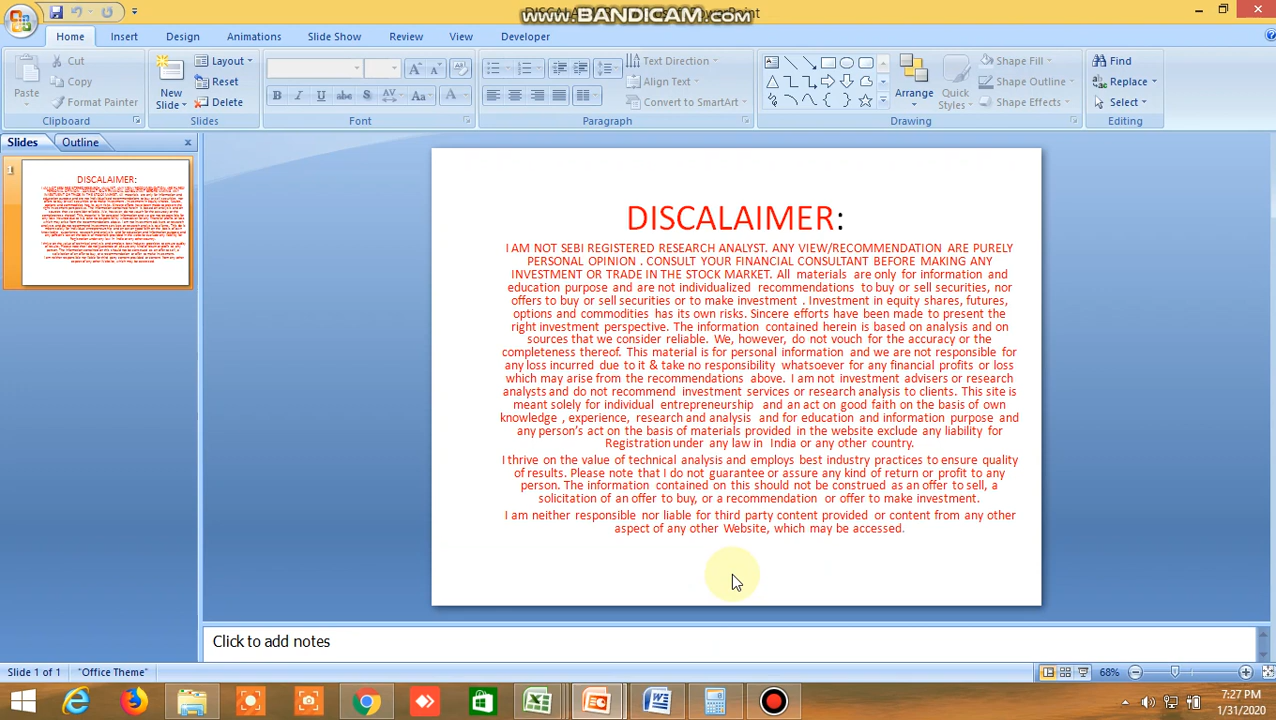 www.BANDICAM.com
Home Insert Design Animations Slide Show Review View Developer
Cut
Copy
Format Painter
Paste
Clipboard
New Slide
Layout
Reset
Delete
Slides
Font
Text Direction
Align Text
Convert to SmartArt
Paragraph
Arrange
Quick Styles
Shape Fill
Shape Outline
Shape Effects
Drawing
Find
Replace
Select
Editing
Slides Outline
1
DISCALAIMER:
I AM NOT SEBI REGISTERED RESEARCH ANALYST. ANY VIEW/RECOMMENDATION ARE PURELY
PERSONAL OPINION . CONSULT YOUR FINANCIAL CONSULTANT BEFORE MAKING ANY
INVESTMENT OR TRADE IN THE STOCK MARKET. All materials are only for information and
education purpose and are not individualized recommendations to buy or sell securities, nor
offers to buy or sell securities or to make investment . Investment in equity shares, futures,
options and commodities has its own risks. Sincere efforts have been made to present the
right investment perspective. The information contained herein is based on analysis and on
sources that we consider reliable. We, however, do not vouch for the accuracy or the
completeness thereof. This material is for personal information and we are not responsible for
any loss incurred due to it & take no responsibility whatsoever for any financial profits or loss
which may arise from the recommendations above. I am not investment advisers or research
analysts and do not recommend investment services or research analysis to clients. This site is
meant solely for individual entrepreneurship and an act on good faith on the basis of own
knowledge , experience, research and analysis and for education and information purpose and
any person's act on the basis of materials provided in the website exclude any liability for
Registration under any law in India or any other country.
I thrive on the value of technical analysis and employs best industry practices to ensure quality
of results. Please note that I do not guarantee or assure any kind of return or profit to any
person. The information contained on this should not be construed as an offer to sell, a
solicitation of an offer to buy, or a recommendation or offer to make investment.
I am neither responsible nor liable for third party content provided or content from any other
aspect of any other Website, which may be accessed.
Click to add notes
Slide 1 of 1 "Office Theme" 68%
7:27 PM
1/31/2020